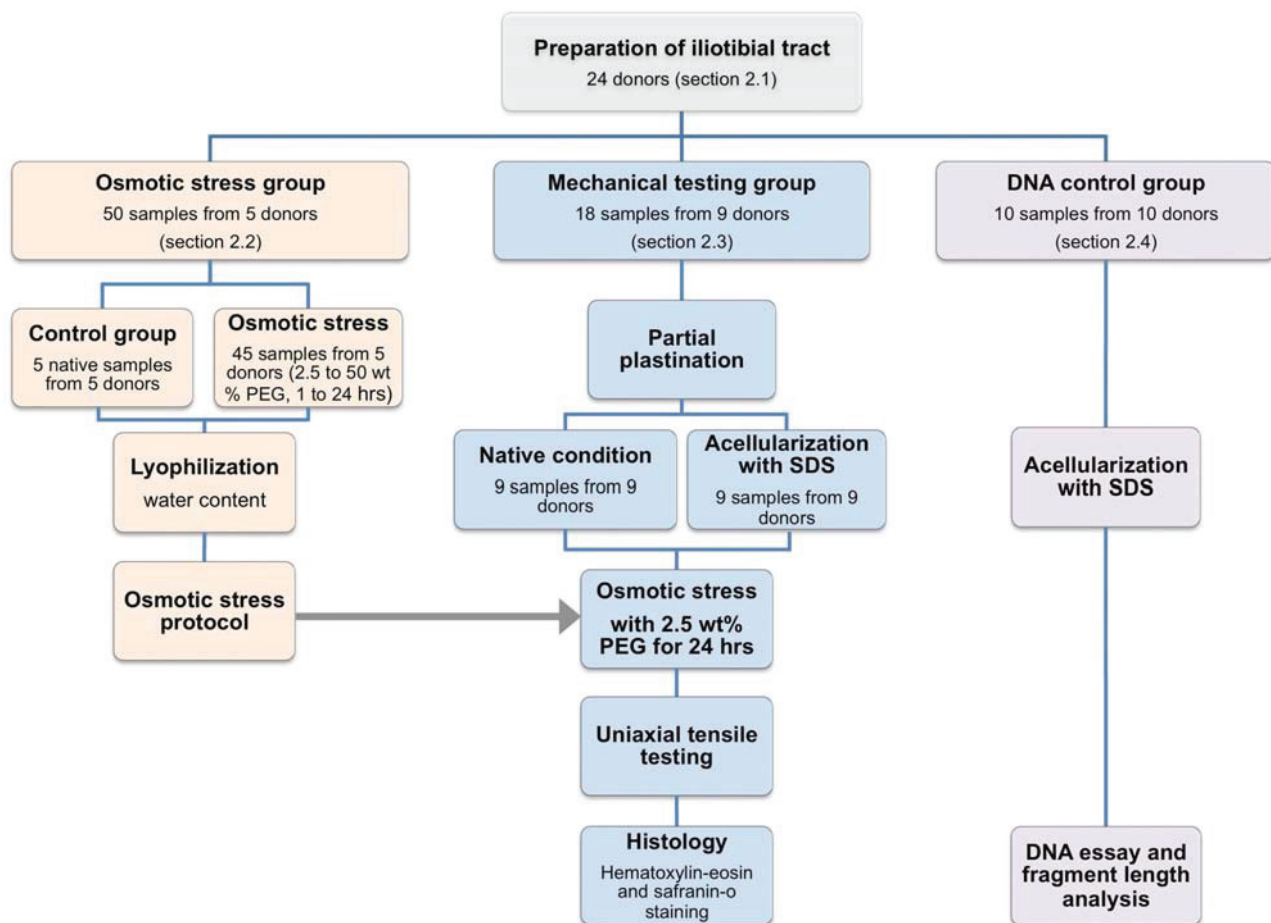 Preparation of iliotibial tract
24 donors (section 2.1)
Osmotic stress group
50 samples from 5 donors
(section 2.2)
Mechanical testing group
18 samples from 9 donors
(section 2.3)
DNA control group
10 samples from 10 donors
(section 2.4)
Control group
5 native samples
from 5 donors
Osmotic stress
45 samples from 5
donors (2.5 to 50 wt
% PEG, 1 to 24 hrs)
Partial
plastination
Lyophilization
water content
Native condition
9 samples from 9
donors
Acellularization
with SDS
9 samples from 9
donors
Acellularization
with SDS
Osmotic stress
protocol
Osmotic stress
with 2.5 wt%
PEG for 24 hrs
Uniaxial tensile
testing
Histology
Hematoxylin-eosin
and safranin-o
staining
DNA essay and
fragment length
analysis